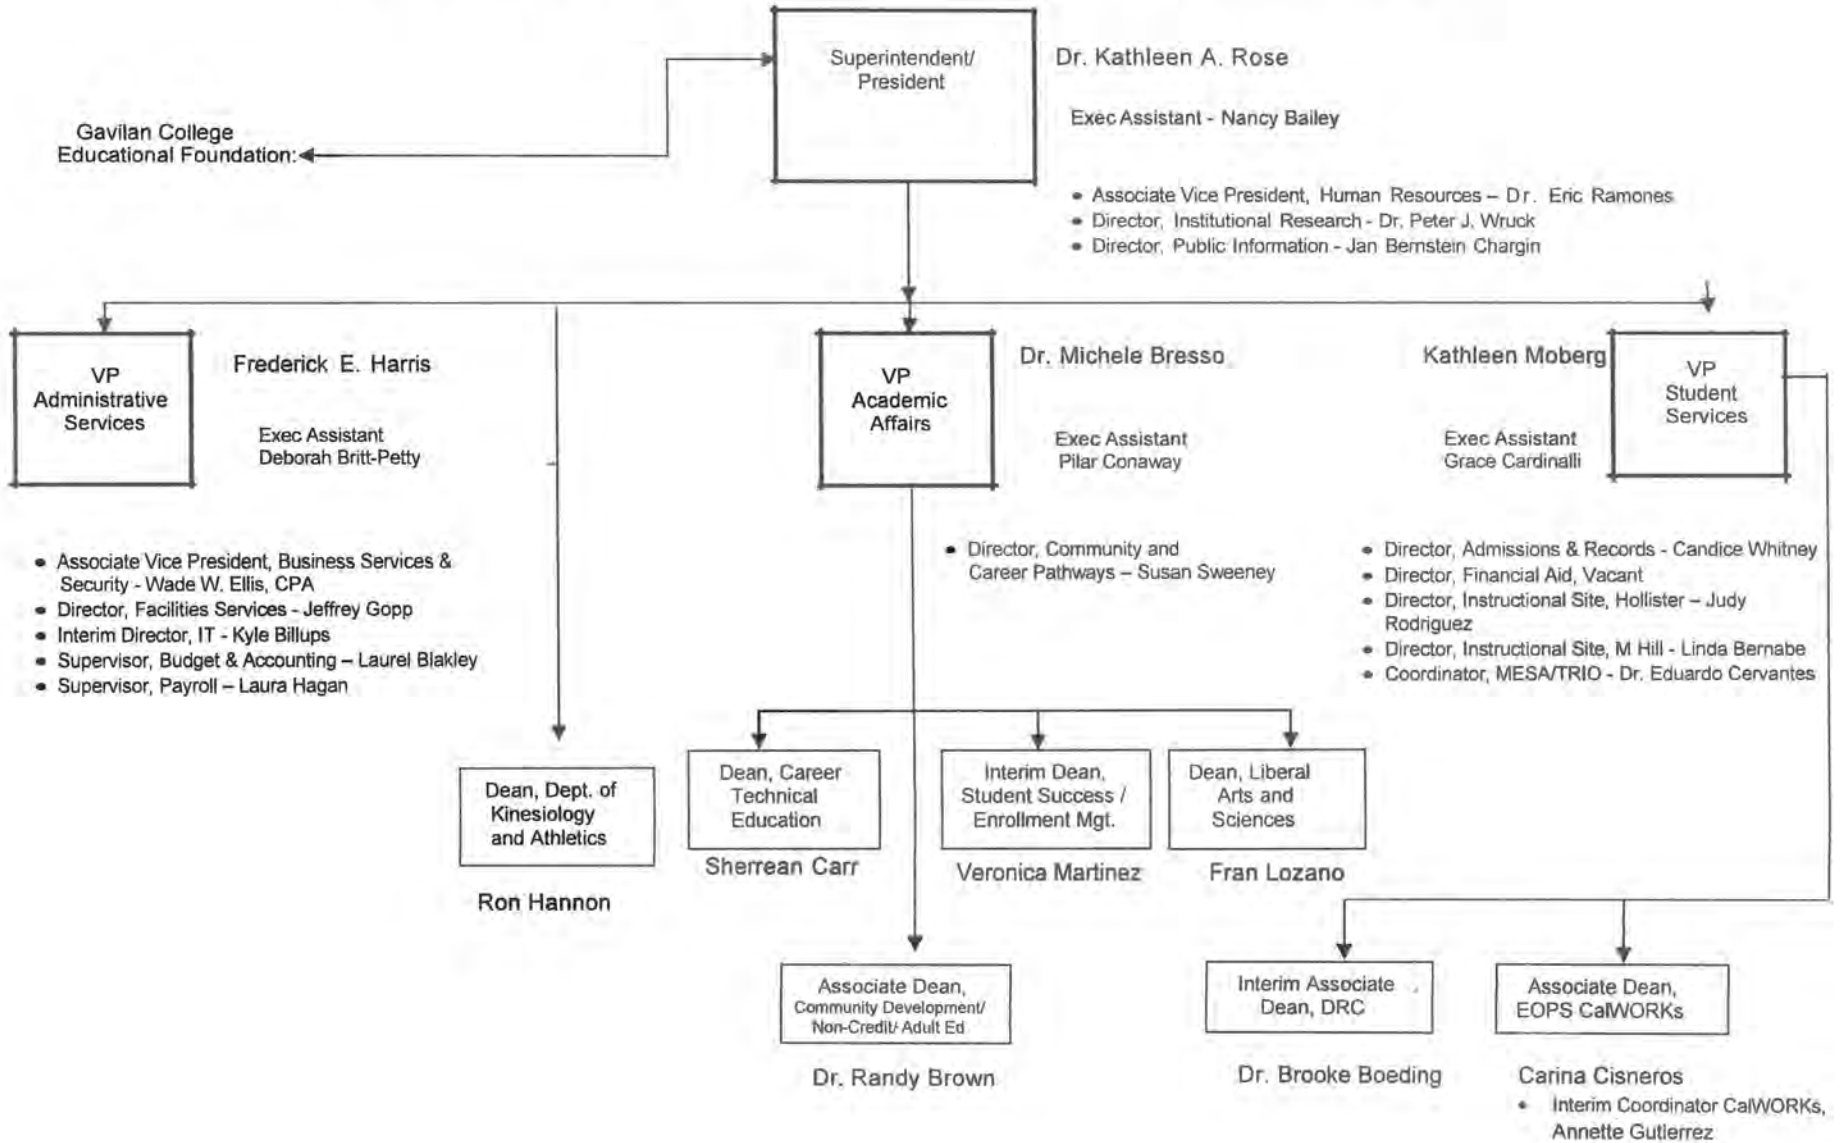 Superintendent/
President
Dr. Kathleen A. Rose
Exec Assistant - Nancy Bailey
Gavilan College
Educational Foundation:
• Associate Vice President, Human Resources – Dr. Eric Ramones
• Director, Institutional Research - Dr. Peter J. Wruck
• Director, Public Information - Jan Bernstein Chargin
VP
Administrative
Services
Frederick E. Harris
Exec Assistant
Deborah Britt-Petty
VP
Academic
Affairs
Dr. Michele Bresso
Exec Assistant
Pilar Conaway
Kathleen Moberg
Exec Assistant
Grace Cardinalli
VP
Student
Services
• Associate Vice President, Business Services &
Security - Wade W. Ellis, CPA
• Director, Facilities Services - Jeffrey Gopp
• Interim Director, IT - Kyle Billups
• Supervisor, Budget & Accounting – Laurel Blakley
• Supervisor, Payroll – Laura Hagan
• Director, Community and
Career Pathways – Susan Sweeney
• Director, Admissions & Records - Candice Whitney
• Director, Financial Aid, Vacant
• Director, Instructional Site, Hollister – Judy
Rodriguez
• Director, Instructional Site, M Hill - Linda Bernabe
• Coordinator, MESA/TRIO - Dr. Eduardo Cervantes
Dean, Dept. of
Kinesiology
and Athletics
Ron Hannon
Dean, Career
Technical
Education
Sherrean Carr
Interim Dean,
Student Success /
Enrollment Mgt.
Veronica Martinez
Dean, Liberal
Arts and
Sciences
Fran Lozano
Associate Dean,
Community Development/
Non-Credit/ Adult Ed
Dr. Randy Brown
Interim Associate
Dean, DRC
Dr. Brooke Boeding
Associate Dean,
EOPS CalWORKs
Carina Cisneros
• Interim Coordinator CalWORKs,
Annette Gutierrez